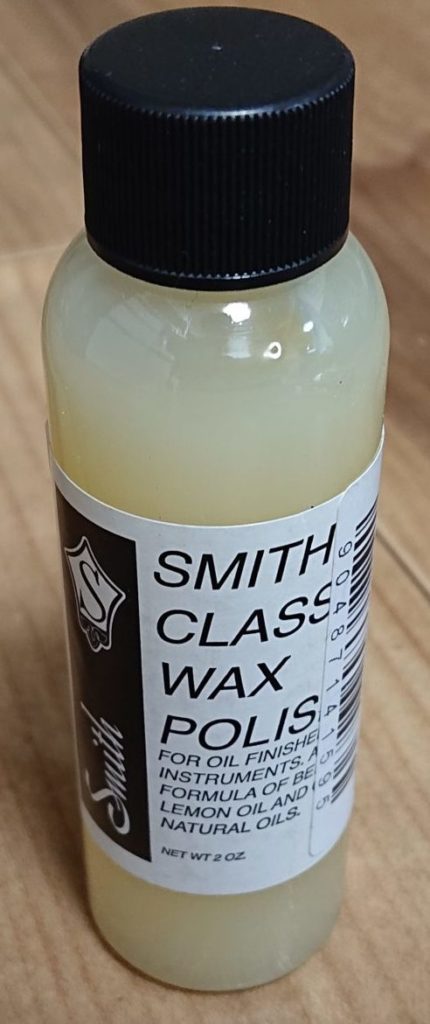 S
Smith
SMITH
CLASS
WAX
POLIS
FOR OIL FINISHE
INSTRUMENTS. A
FORMULA OF BE
LEMON OIL AND
NATURAL OILS.
NET WT 2 OZ.
90487141595